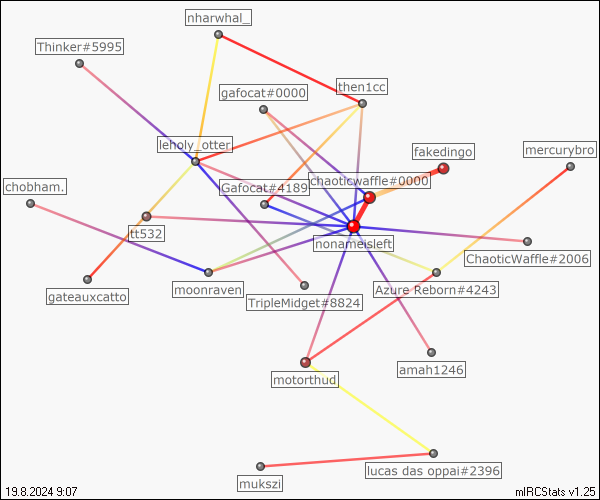 nharwhal_
Thinker#5995
gafocat#0000
then1cc
leholy_otter
fakedingo
mercurybro
chobham.
Gafocat#4189
ChaoticWaffle#0000
tt532
nonameisleft
ChaoticWaffle#2006
gateauxcatto
moonraven
TripleMidget#8824
Azure Reborn#4243
motorthud
amah1246
mukszi
lucas das oppai#2396
19.8.2024 9:07
mIRCStats v1.25